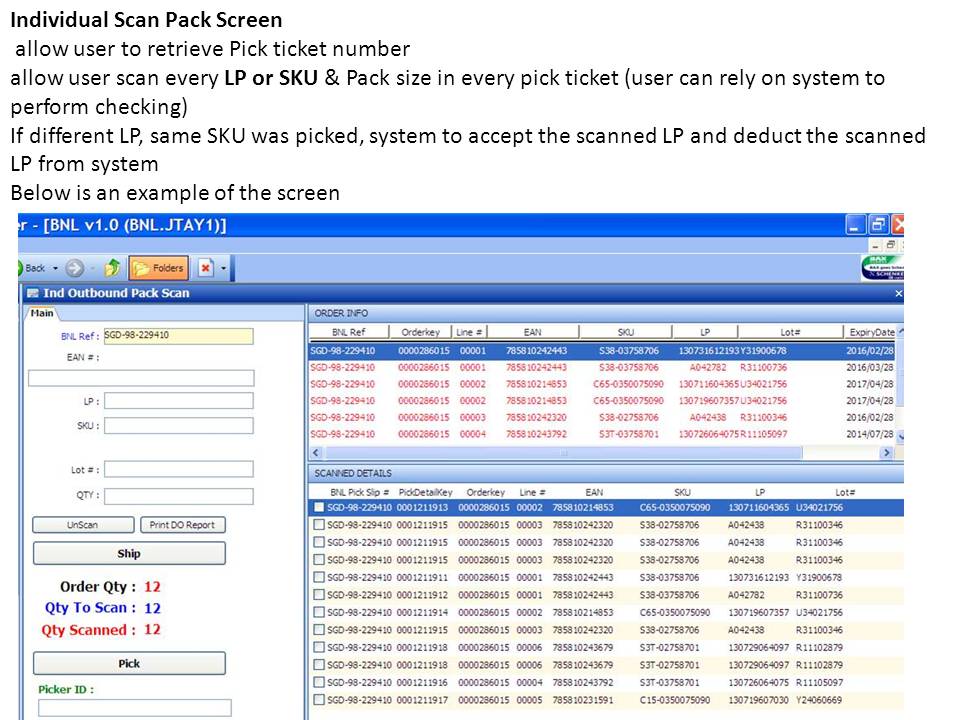 Individual Scan Pack Screen
allow user to retrieve Pick ticket number
allow user scan every LP or SKU & Pack size in every pick ticket (user can rely on system to
perform checking)
If different LP, same SKU was picked, system to accept the scanned LP and deduct the scanned
LP from system
Below is an example of the screen
er - [BNL v1.0 (BNL.JTAY1)]
Back Folders
Ind Outbound Pack Scan
Main
BNL Ref : SGD-98-229410
EAN # :
LP :
SKU :
Lot # :
QTY :
UnScan Print DO Report
Ship
Order Qty : 12
Qty To Scan : 12
Qty Scanned : 12
Pick
Picker ID :
ORDER INFO
BNL Ref Orderkey Line # EAN SKU LP Lot# ExpiryDate
SGD-98-229410 0000286015 00001 785810242443 S38-03758706 130731612193 Y31900678 2016/02/28
SGD-98-229410 0000286015 00001 785810242443 S38-03758706 A042782 R31100736 2016/03/28
SGD-98-229410 0000286015 00002 785810214853 C65-0350075090 130711604365 U34021756 2017/04/28
SGD-98-229410 0000286015 00002 785810214853 C65-0350075090 130719607357 U34021756 2017/04/28
SGD-98-229410 0000286015 00003 785810242320 S38-02758706 A042438 R31100346 2016/02/28
SGD-98-229410 0000286015 00004 785810243792 S3T-03758701 130726064075 R11105097 2014/07/28
SCANNED DETAILS
BNL Pick Slip # PickDetailKey Orderkey Line # EAN SKU LP Lot#
SGD-98-229410 0001211913 0000286015 00002 785810214853 C65-0350075090 130711604365 U34021756
SGD-98-229410 0001211915 0000286015 00003 785810242320 S38-02758706 A042438 R31100346
SGD-98-229410 0001211915 0000286015 00003 785810242320 S38-02758706 A042438 R31100346
SGD-98-229410 0001211915 0000286015 00003 785810242320 S38-02758706 A042438 R31100346
SGD-98-229410 0001211911 0000286015 00001 785810242443 S38-03758706 130731612193 Y31900678
SGD-98-229410 0001211912 0000286015 00001 785810242443 S38-03758706 A042782 R31100736
SGD-98-229410 0001211914 0000286015 00002 785810214853 C65-0350075090 130719607357 U34021756
SGD-98-229410 0001211915 0000286015 00003 785810242320 S38-02758706 A042438 R31100346
SGD-98-229410 0001211918 0000286015 00006 785810243679 S3T-02758701 130729064097 R11102879
SGD-98-229410 0001211918 0000286015 00006 785810243679 S3T-02758701 130729064097 R11102879
SGD-98-229410 0001211916 0000286015 00004 785810243792 S3T-03758701 130726064075 R11105097
SGD-98-229410 0001211917 0000286015 00005 785810231591 C15-0350075090 130719607030 Y24060669